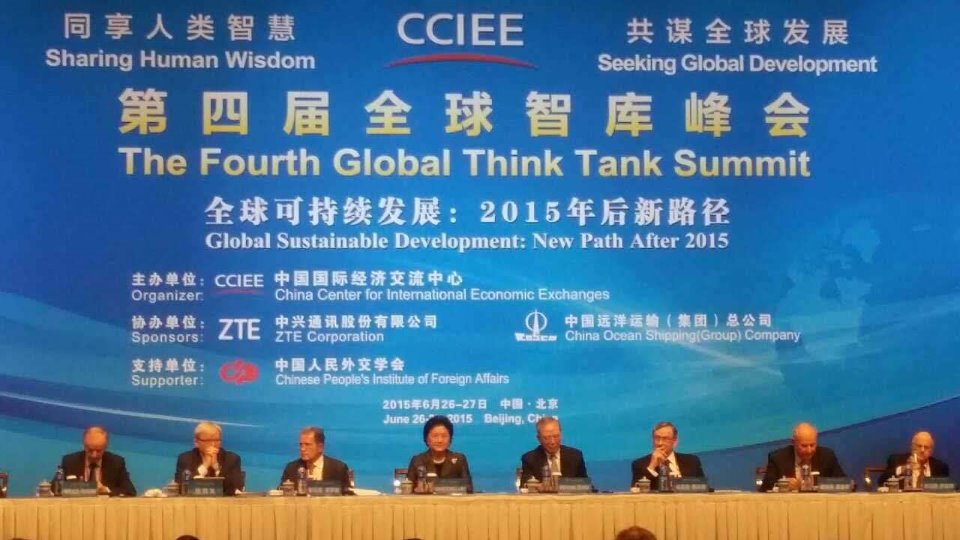 同享人类智慧
Sharing Human Wisdom
CCIEE
共谋全球发展
Seeking Global Development
第四届全球智库峰会
The Fourth Global Think Tank Summit
全球可持续发展：2015年后新路径
Global Sustainable Development: New Path After 2015
主办单位： CCIEE 中国国际经济交流中心
Organizer: China Center for International Economic Exchanges
协办单位： ZTE 中兴通讯股份有限公司 中国远洋运输（集团）总公司
Sponsors: ZTE Corporation China Ocean Shipping(Group) Company
支持单位： 中国人民外交学会
Supporter: Chinese People's Institute of Foreign Affairs
2015年6月26-27日 中国·北京
June 26- 2015 Beijing,